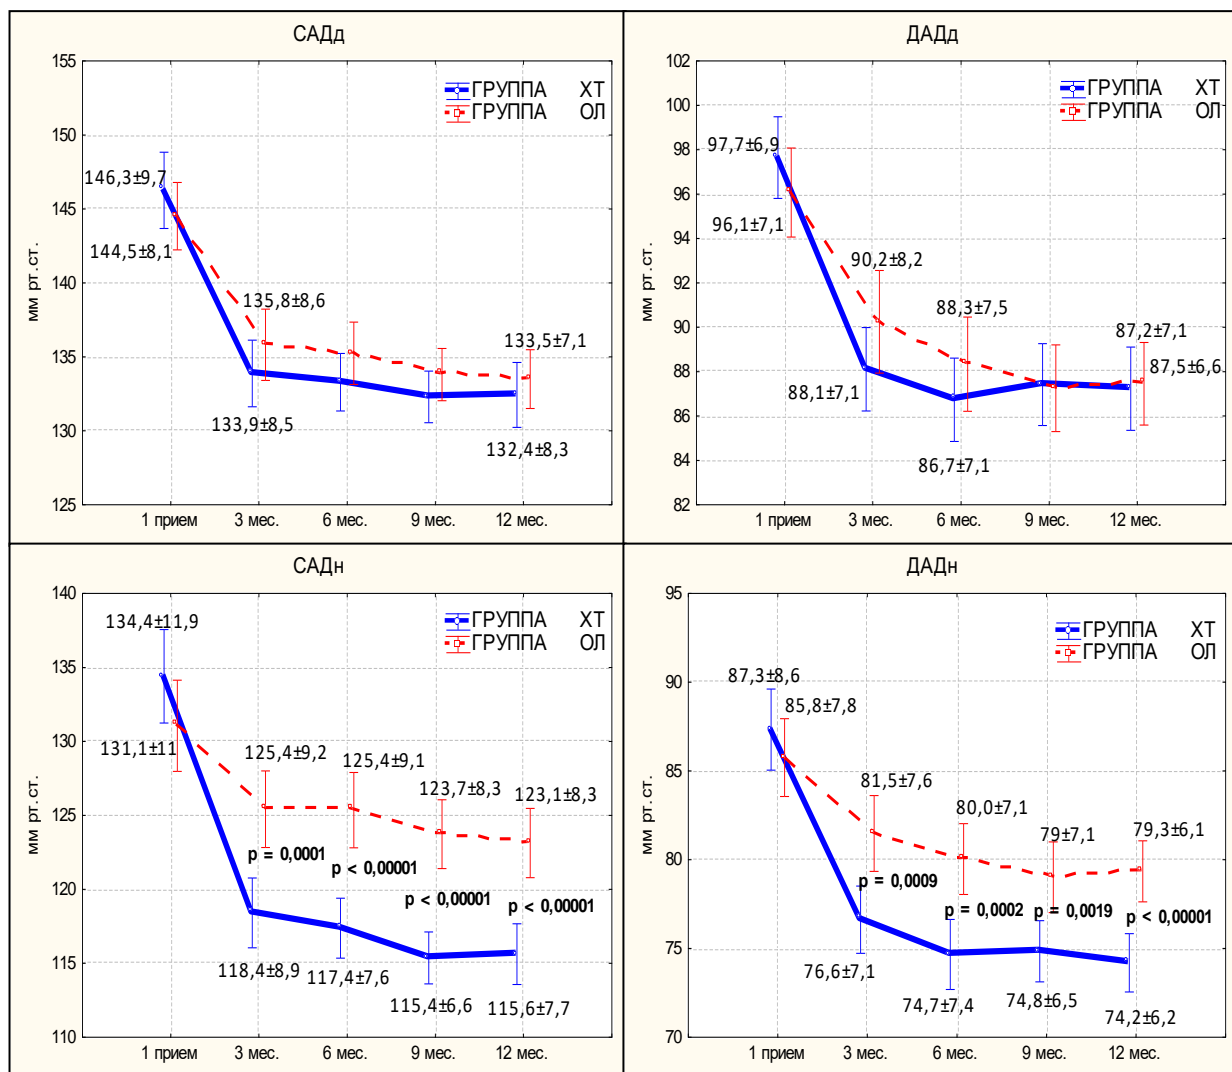 САДд
мм рт.ст.
155
150
145
140
135
130
125
ГРУППА ХТ
ГРУППА ОЛ
146,3±9,7
144,5±8,1
135,8±8,6
133,9±8,5
133,5±7,1
132,4±8,3
1 прием 3 мес. 6 мес. 9 мес. 12 мес.
ДАДд
мм рт.ст.
102
100
98
96
94
92
90
88
86
84
82
ГРУППА ХТ
ГРУППА ОЛ
97,7±6,9
96,1±7,1
90,2±8,2
88,3±7,5
87,2±7,1
87,5±6,6
88,1±7,1
86,7±7,1
1 прием 3 мес. 6 мес. 9 мес. 12 мес.
САДн
мм рт.ст.
140
135
130
125
120
115
110
ГРУППА ХТ
ГРУППА ОЛ
134,4±11,9
131,1±11
125,4±9,2
125,4±9,1
123,7±8,3
123,1±8,3
p = 0,0001
p < 0,00001
p < 0,00001
p < 0,00001
118,4±8,9
117,4±7,6
115,4±6,6
115,6±7,7
1 прием 3 мес. 6 мес. 9 мес. 12 мес.
ДАДн
мм рт.ст.
95
90
85
80
75
70
ГРУППА ХТ
ГРУППА ОЛ
87,3±8,6
85,8±7,8
81,5±7,6
80,0±7,1
79±7,1
79,3±6,1
p = 0,0009
p = 0,0002
p = 0,0019
p < 0,00001
76,6±7,1
74,7±7,4
74,8±6,5
74,2±6,2
1 прием 3 мес. 6 мес. 9 мес. 12 мес.